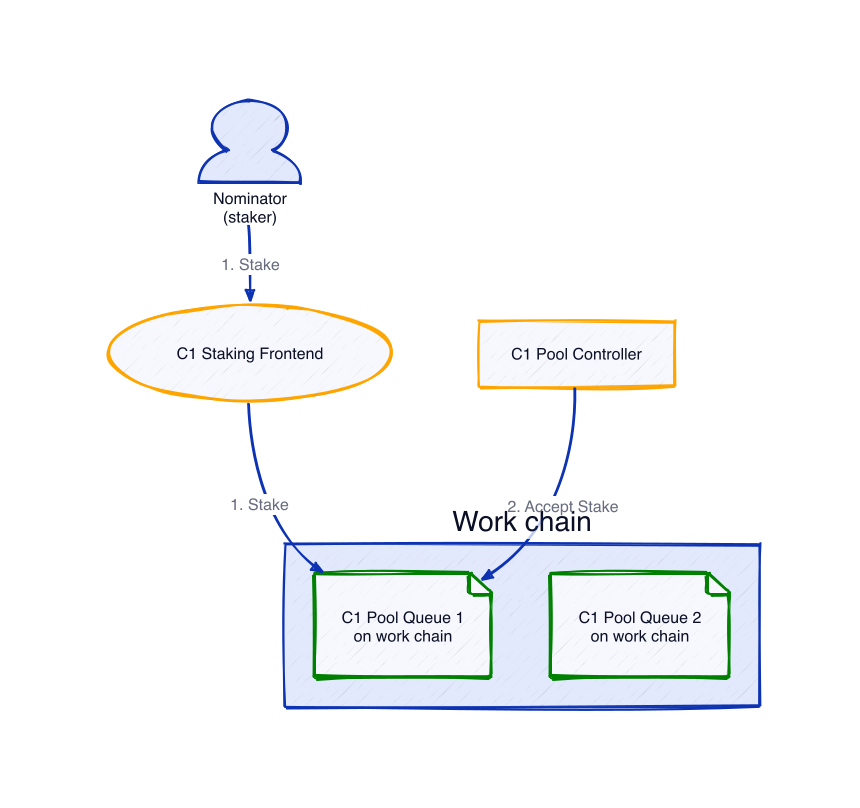 Nominator
(staker)
1. Stake
C1 Staking Frontend
C1 Pool Controller
1. Stake
2. Accept Stake
Work chain
C1 Pool Queue 1
on work chain
C1 Pool Queue 2
on work chain